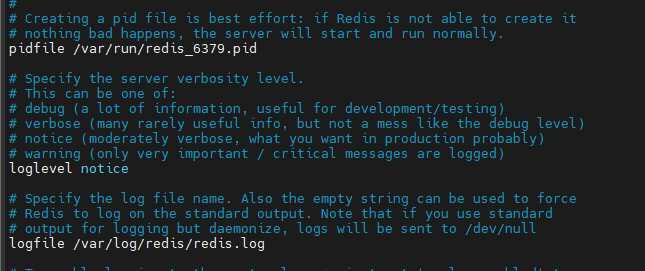 #
# Creating a pid file is best effort: if Redis is not able to create it
# nothing bad happens, the server will start and run normally.
pidfile /var/run/redis_6379.pid
# Specify the server verbosity level.
# This can be one of:
# debug (a lot of information, useful for development/testing)
# verbose (many rarely useful info, but not a mess like the debug level)
# notice (moderately verbose, what you want in production probably)
# warning (only very important / critical messages are logged)
loglevel notice
# Specify the log file name. Also the empty string can be used to force
# Redis to log on the standard output. Note that if you use standard
# output for logging but daemonize, logs will be sent to /dev/null
logfile /var/log/redis/redis.log